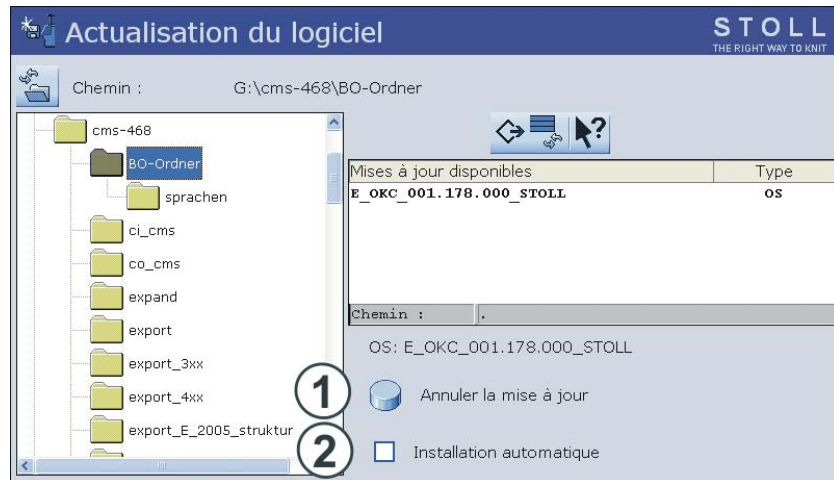 Actualisation du logiciel
STOLL
THE RIGHT WAY TO KNIT
Chemin : G:\cms-468\BO-Ordner
cms-468
BO-Ordner
sprachen
ci_cms
co_cms
expand
export
export_3xx
export_4xx
export_E_2005_struktur
?
Mises à jour disponibles Type
E_OKC_001.178.000_STOLL OS
Chemin : .
OS: E_OKC_001.178.000_STOLL
1 Annuler la mise à jour
2 Installation automatique